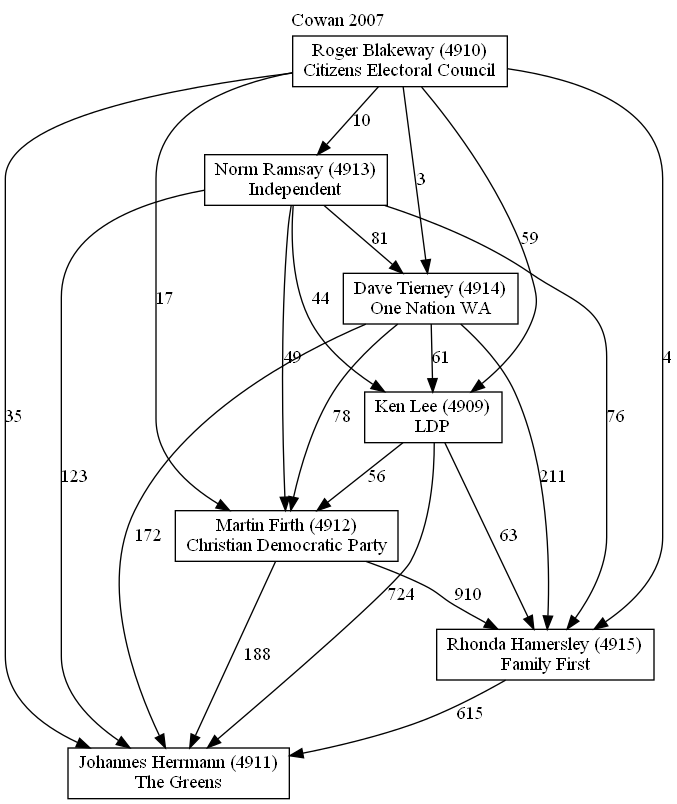 Cowan 2007
Roger Blakeway (4910)
Citizens Electoral Council
10
Norm Ramsay (4913)
Independent
3
59
81
Dave Tierney (4914)
One Nation WA
17
44
49
61
4
Ken Lee (4909)
LDP
35
78
76
123
56
211
Martin Firth (4912)
Christian Democratic Party
172
63
724
910
188
Rhonda Hamersley (4915)
Family First
615
Johannes Herrmann (4911)
The Greens